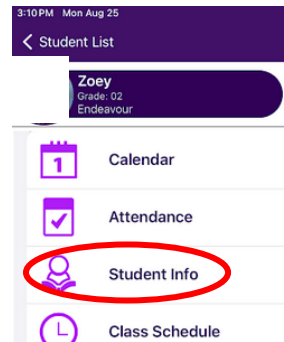 3:10 PM Mon Aug 25
Student List
Zoey
Grade: 02
Endeavour
1
Calendar
Attendance
Student Info
Class Schedule